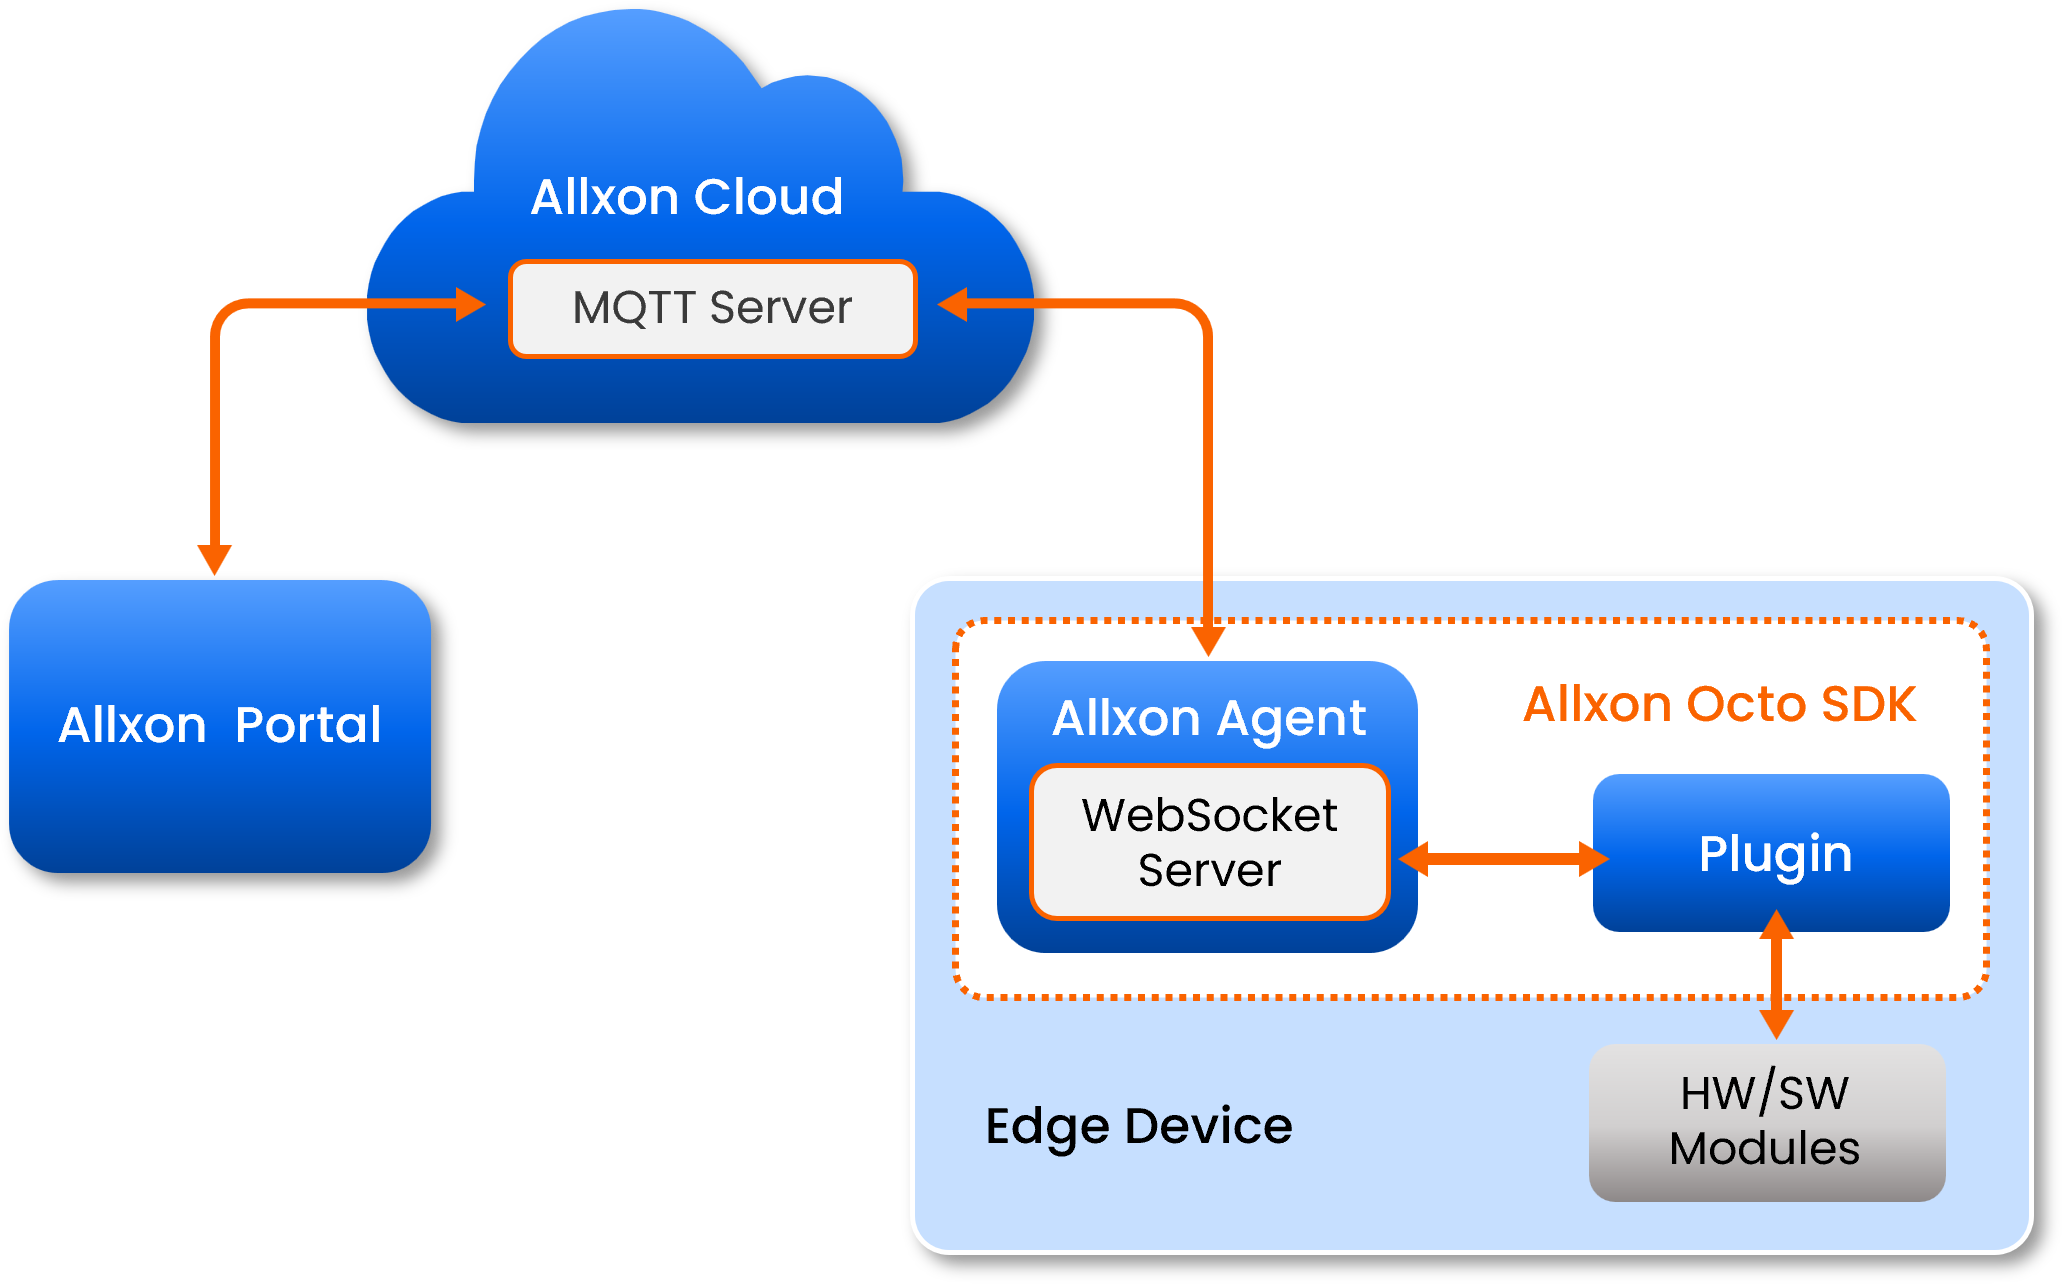 Allxon Cloud
MQTT Server
Allxon Portal
Allxon Agent
WebSocket
Server
Allxon Octo SDK
Plugin
Edge Device
HW/SW
Modules